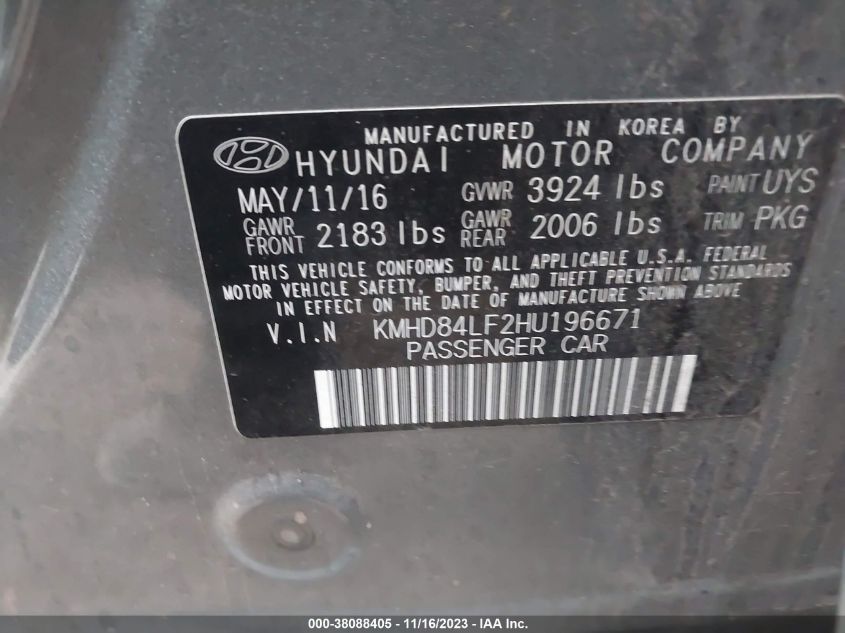 MANUFACTURED IN KOREA BY
HYUNDAI MOTOR COMPANY
MAY/11/16 GVWR 3924 lbs PAINT UYS
GAWR FRONT 2183 lbs GAWR REAR 2006 lbs TRIM PKG
THIS VEHICLE CONFORMS TO ALL APPLICABLE U.S.A. FEDERAL
MOTOR VEHICLE SAFETY, BUMPER, AND THEFT PREVENTION STANDARDS
IN EFFECT ON THE DATE OF MANUFACTURE SHOWN ABOVE
V.I.N KMHD84LF2HU196671
PASSENGER CAR
000-38088405 - 11/16/2023 - IAA Inc.